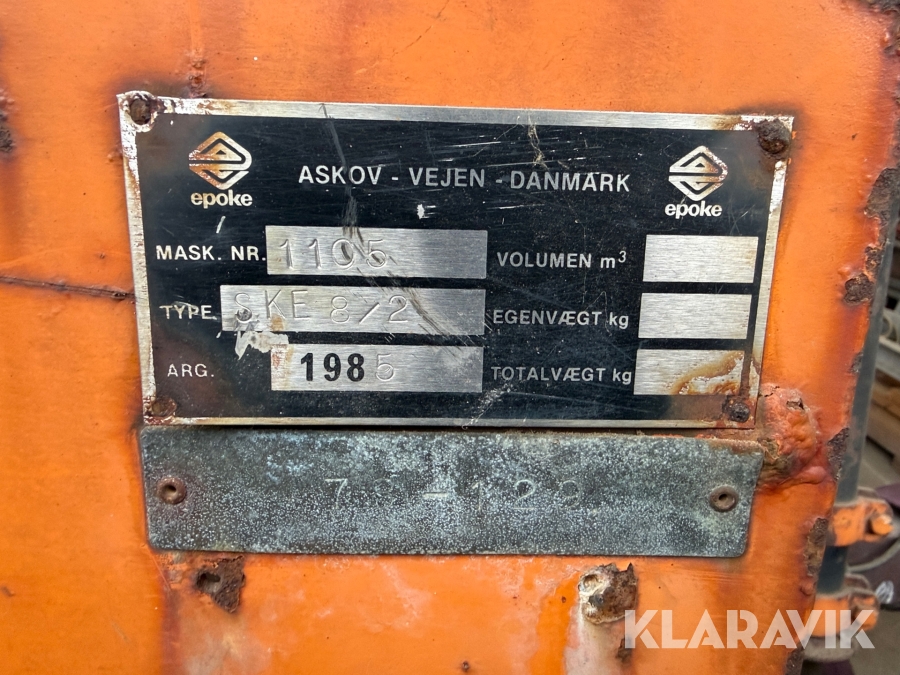 epoke
ASKOV - VEJEN - DANMARK
epoke
MASK. NR. 1105
VOLUMEN m³
TYPE. SKE 8/2
EGENVÆGT kg
ARG. 1985
TOTALVÆGT kg
KLARAVIK